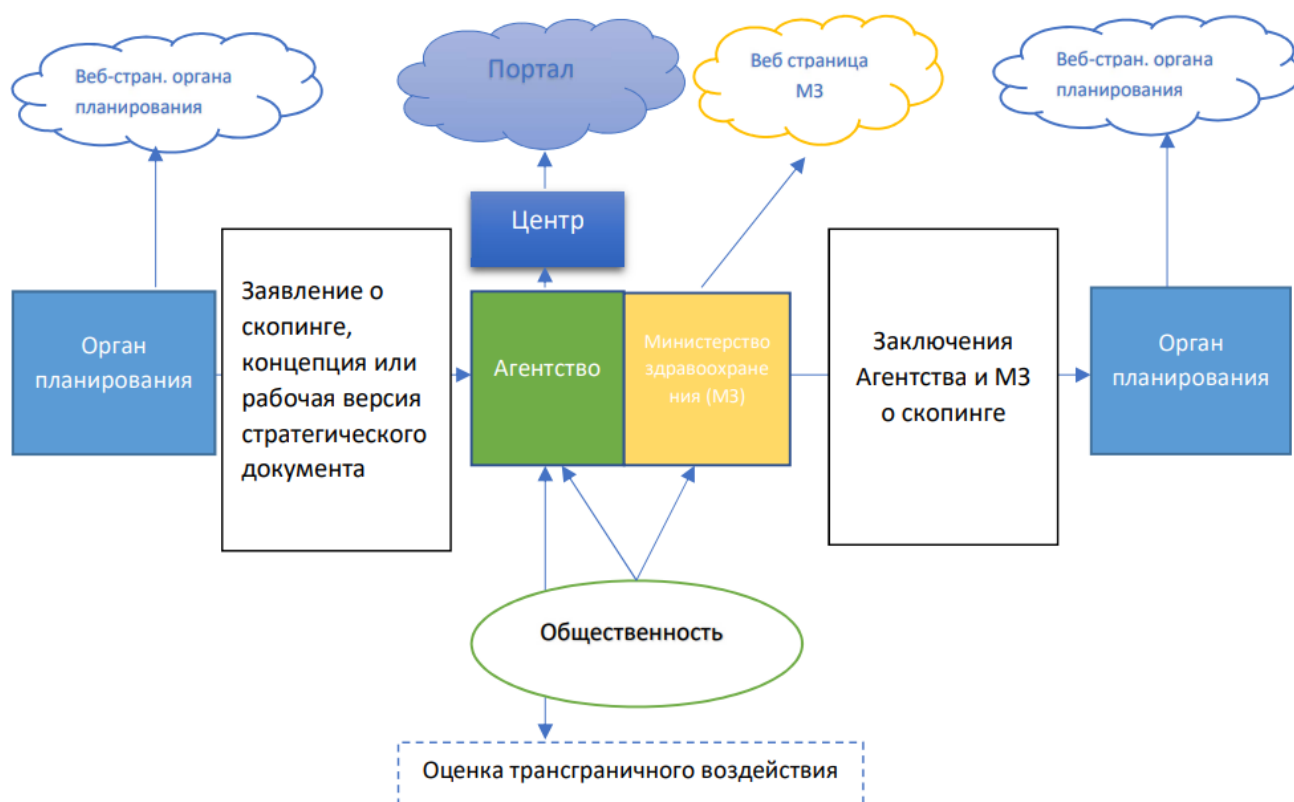 Веб-стран. органа
планирования
Портал
Веб страница
МЗ
Веб-стран. органа
планирования
Центр
Орган
планирования
Заявление о
скопинге,
концепция или
рабочая версия
стратегического
документа
Агентство
Министерство
здравоохране
ния (МЗ)
Заключения
Агентства и МЗ
о скопинге
Орган
планирования
Общественность
Оценка трансграничного воздействия